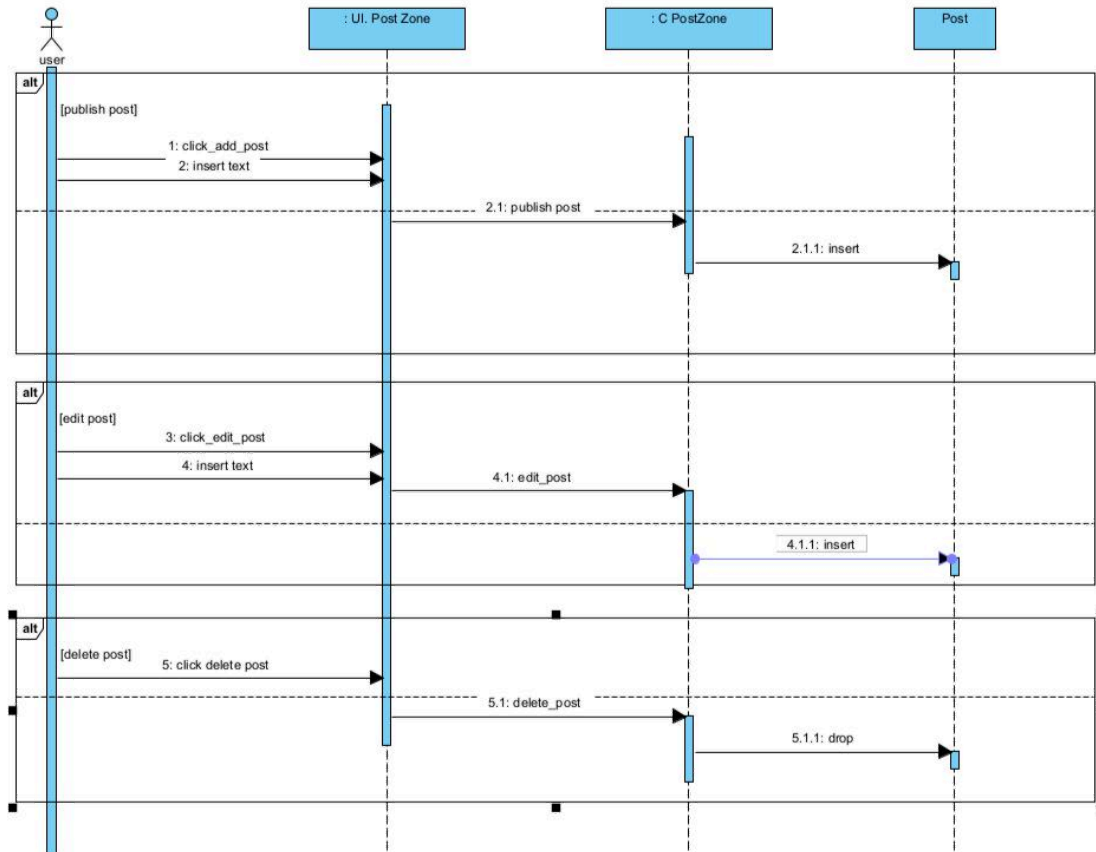 user
: UI. Post Zone
: C PostZone
Post
alt
[publish post]
1: click_add_post
2: insert text
2.1: publish post
2.1.1: insert
alt
[edit post]
3: click_edit_post
4: insert text
4.1: edit_post
4.1.1: insert
alt
[delete post]
5: click delete post
5.1: delete_post
5.1.1: drop